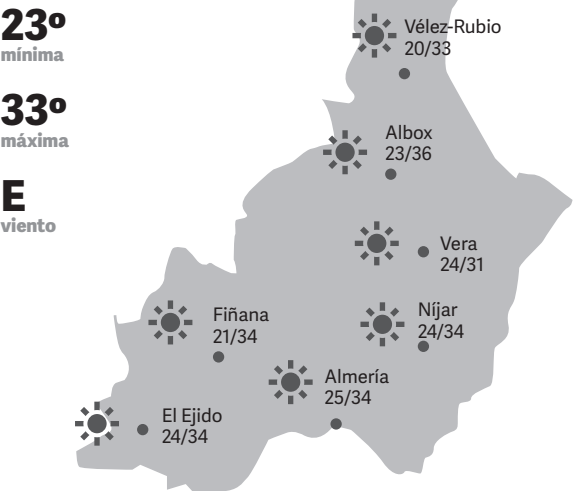 23º
mínima
33º
máxima
E
viento
Vélez-Rubio
20/33
Albox
23/36
Vera
24/31
Fiñana
21/34
Níjar
24/34
Almería
25/34
El Ejido
24/34